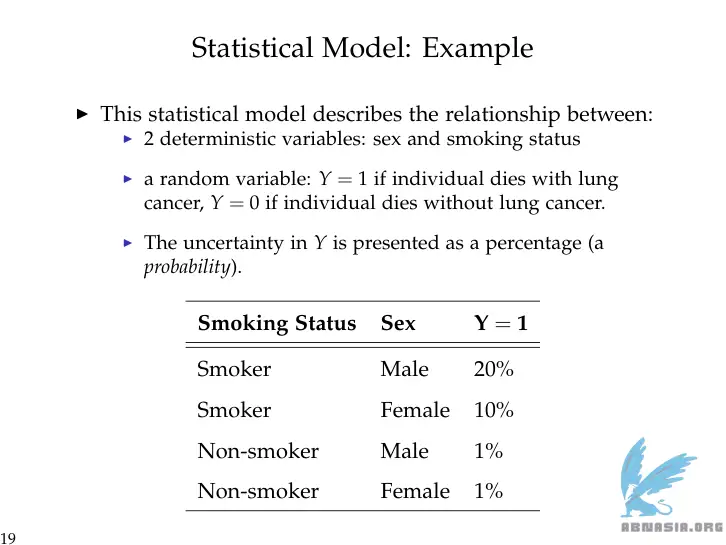 Statistical Model: Example
▶ This statistical model describes the relationship between:
▶ 2 deterministic variables: sex and smoking status
▶ a random variable: Y = 1 if individual dies with lung
cancer, Y = 0 if individual dies without lung cancer.
▶ The uncertainty in Y is presented as a percentage (a
probability).
Smoking Status Sex Y = 1
Smoker Male 20%
Smoker Female 10%
Non-smoker Male 1%
Non-smoker Female 1%
ABNASIA.ORG
19